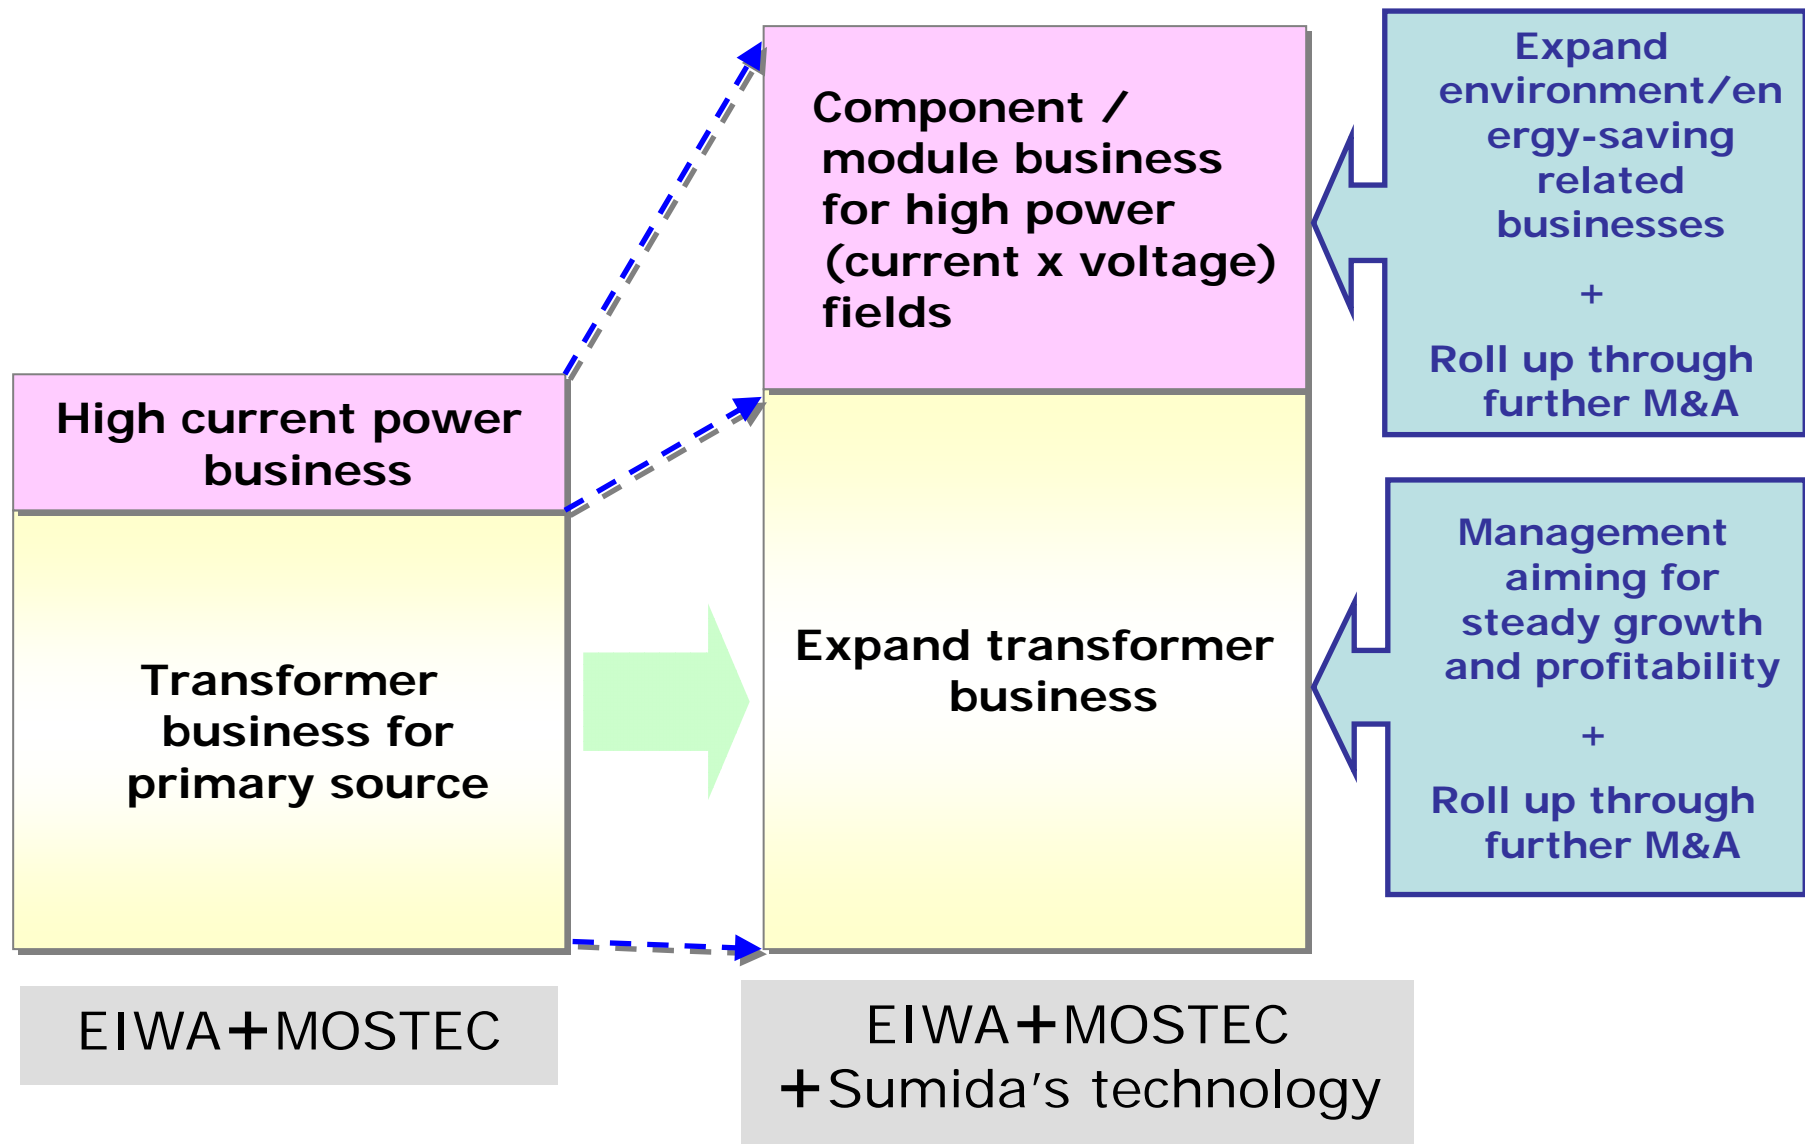 High current power
business
Transformer
business for
primary source
EIWA+MOSTEC
Component /
module business
for high power
(current x voltage)
fields
Expand transformer
business
EIWA+MOSTEC
+Sumida's technology
Expand
environment/en
ergy-saving
related
businesses
+
Roll up through
further M&A
Management
aiming for
steady growth
and profitability
+
Roll up through
further M&A